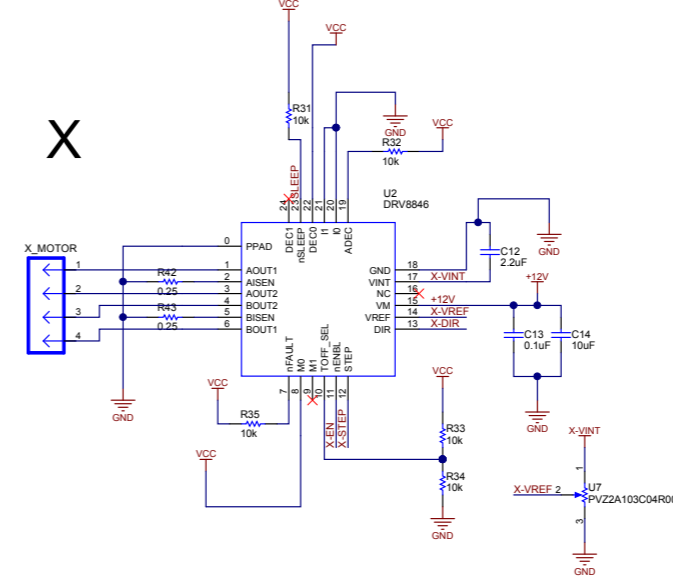 VCC
VCC
R31
10k
GND
VCC
R32
10k
X
SLEEP
24
23
22
21
20
19
U2
DRV8846
DEC1
nSLEEP
DEC0
I1
I0
ADEC
GND
C12
2.2uF
X_MOTOR
1
2
3
4
R42
0.25
R43
0.25
0
1
2
3
4
5
6
PPAD
AOUT1
AISEN
AOUT2
BOUT2
BISEN
BOUT1
GND
VINT
NC
VM
VREF
DIR
18
17
16
15
14
13
X-VINT
+12V
X-VREF
X-DIR
+12V
C13
0.1uF
C14
10uF
GND
nFAULT
M0
M1
TOFF_SEL
nENBL
STEP
7
8
9
10
11
12
X-EN
X-STEP
GND
VCC
R35
10k
VCC
VCC
R33
10k
R34
10k
GND
X-VINT
1
X-VREF
2
U7
PVZ2A103C04R00
3
GND